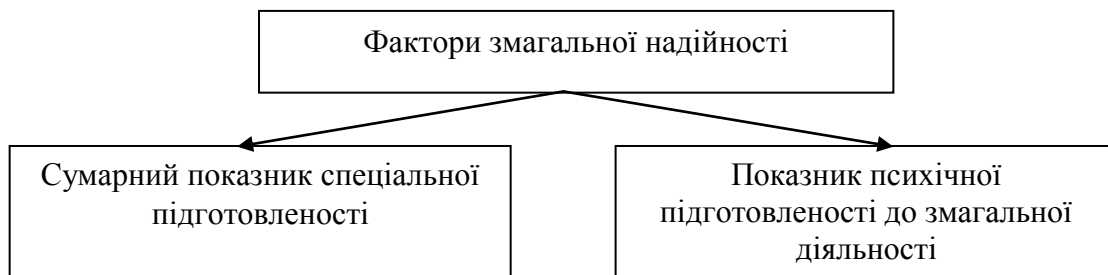 Фактори змагальної надійності
Сумарний показник спеціальної
підготовленості
Показник психічної
підготовленості до змагальної
діяльності